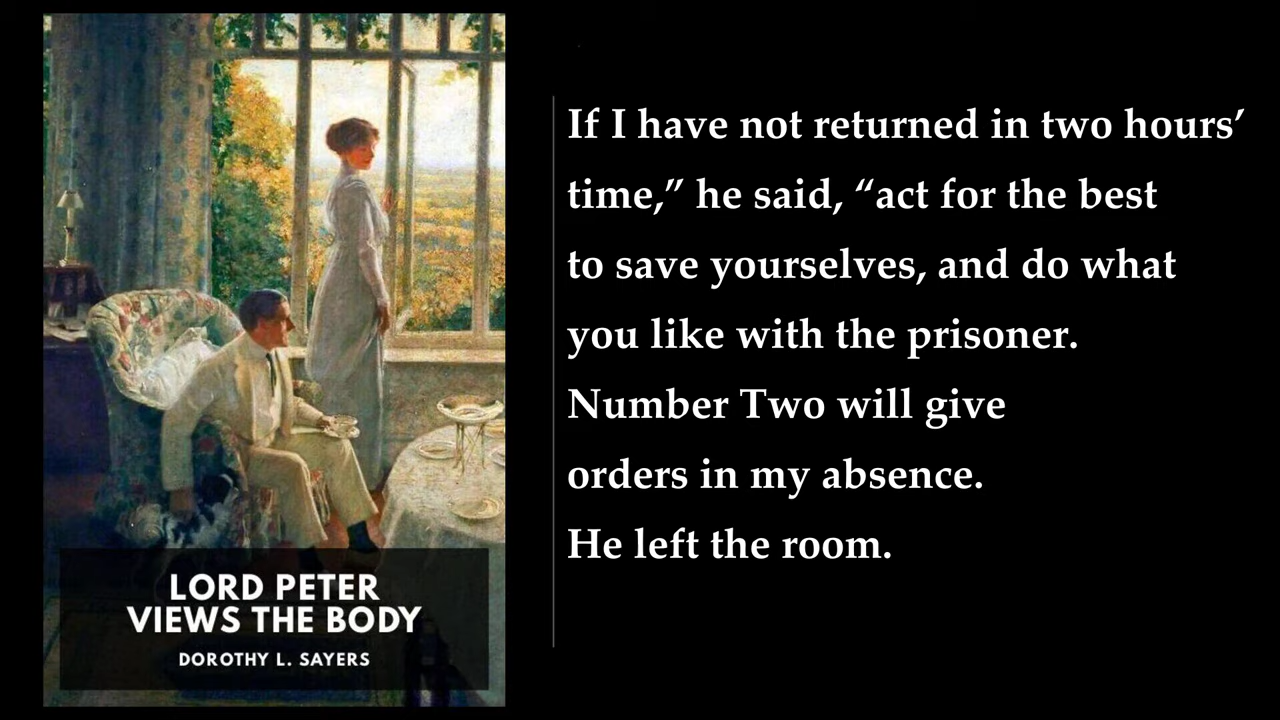 LORD PETER
VIEWS THE BODY
DOROTHY L. SAYERS
If I have not returned in two hours’
time,” he said, “act for the best
to save yourselves, and do what
you like with the prisoner.
Number Two will give
orders in my absence.
He left the room.